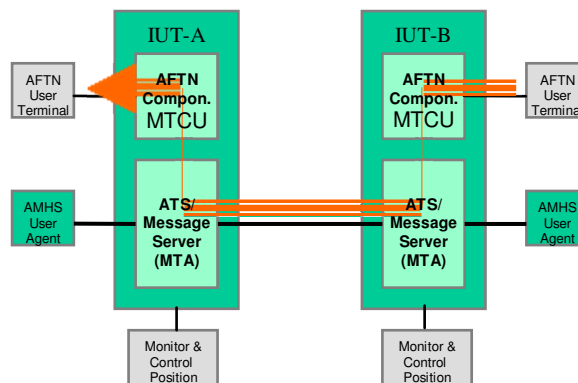 IUT-A
IUT-B
AFTN
User
Terminal
AFTN
Compon.
MTCU
AFTN
Compon.
MTCU
AFTN
User
Terminal
AMHS
User
Agent
ATS/
Message
Server
(MTA)
ATS/
Message
Server
(MTA)
AMHS
User
Agent
Monitor &
Control
Position
Monitor &
Control
Position